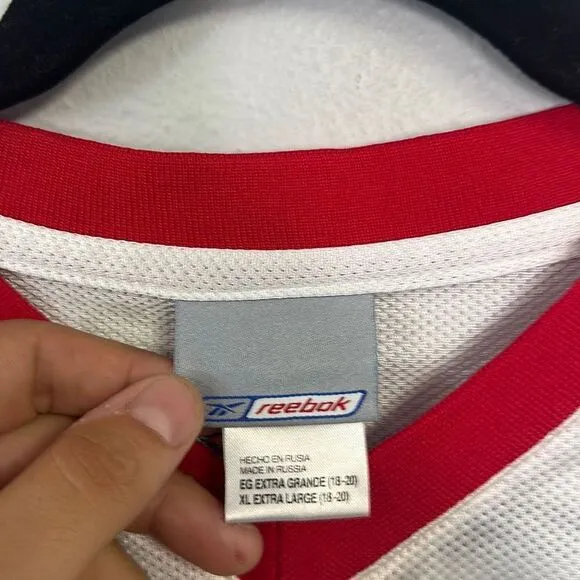 reebok
HECHO EN RUSIA
MADE IN RUSSIA
EG EXTRA GRANDE (18-20)
XL EXTRA LARGE (18-20)